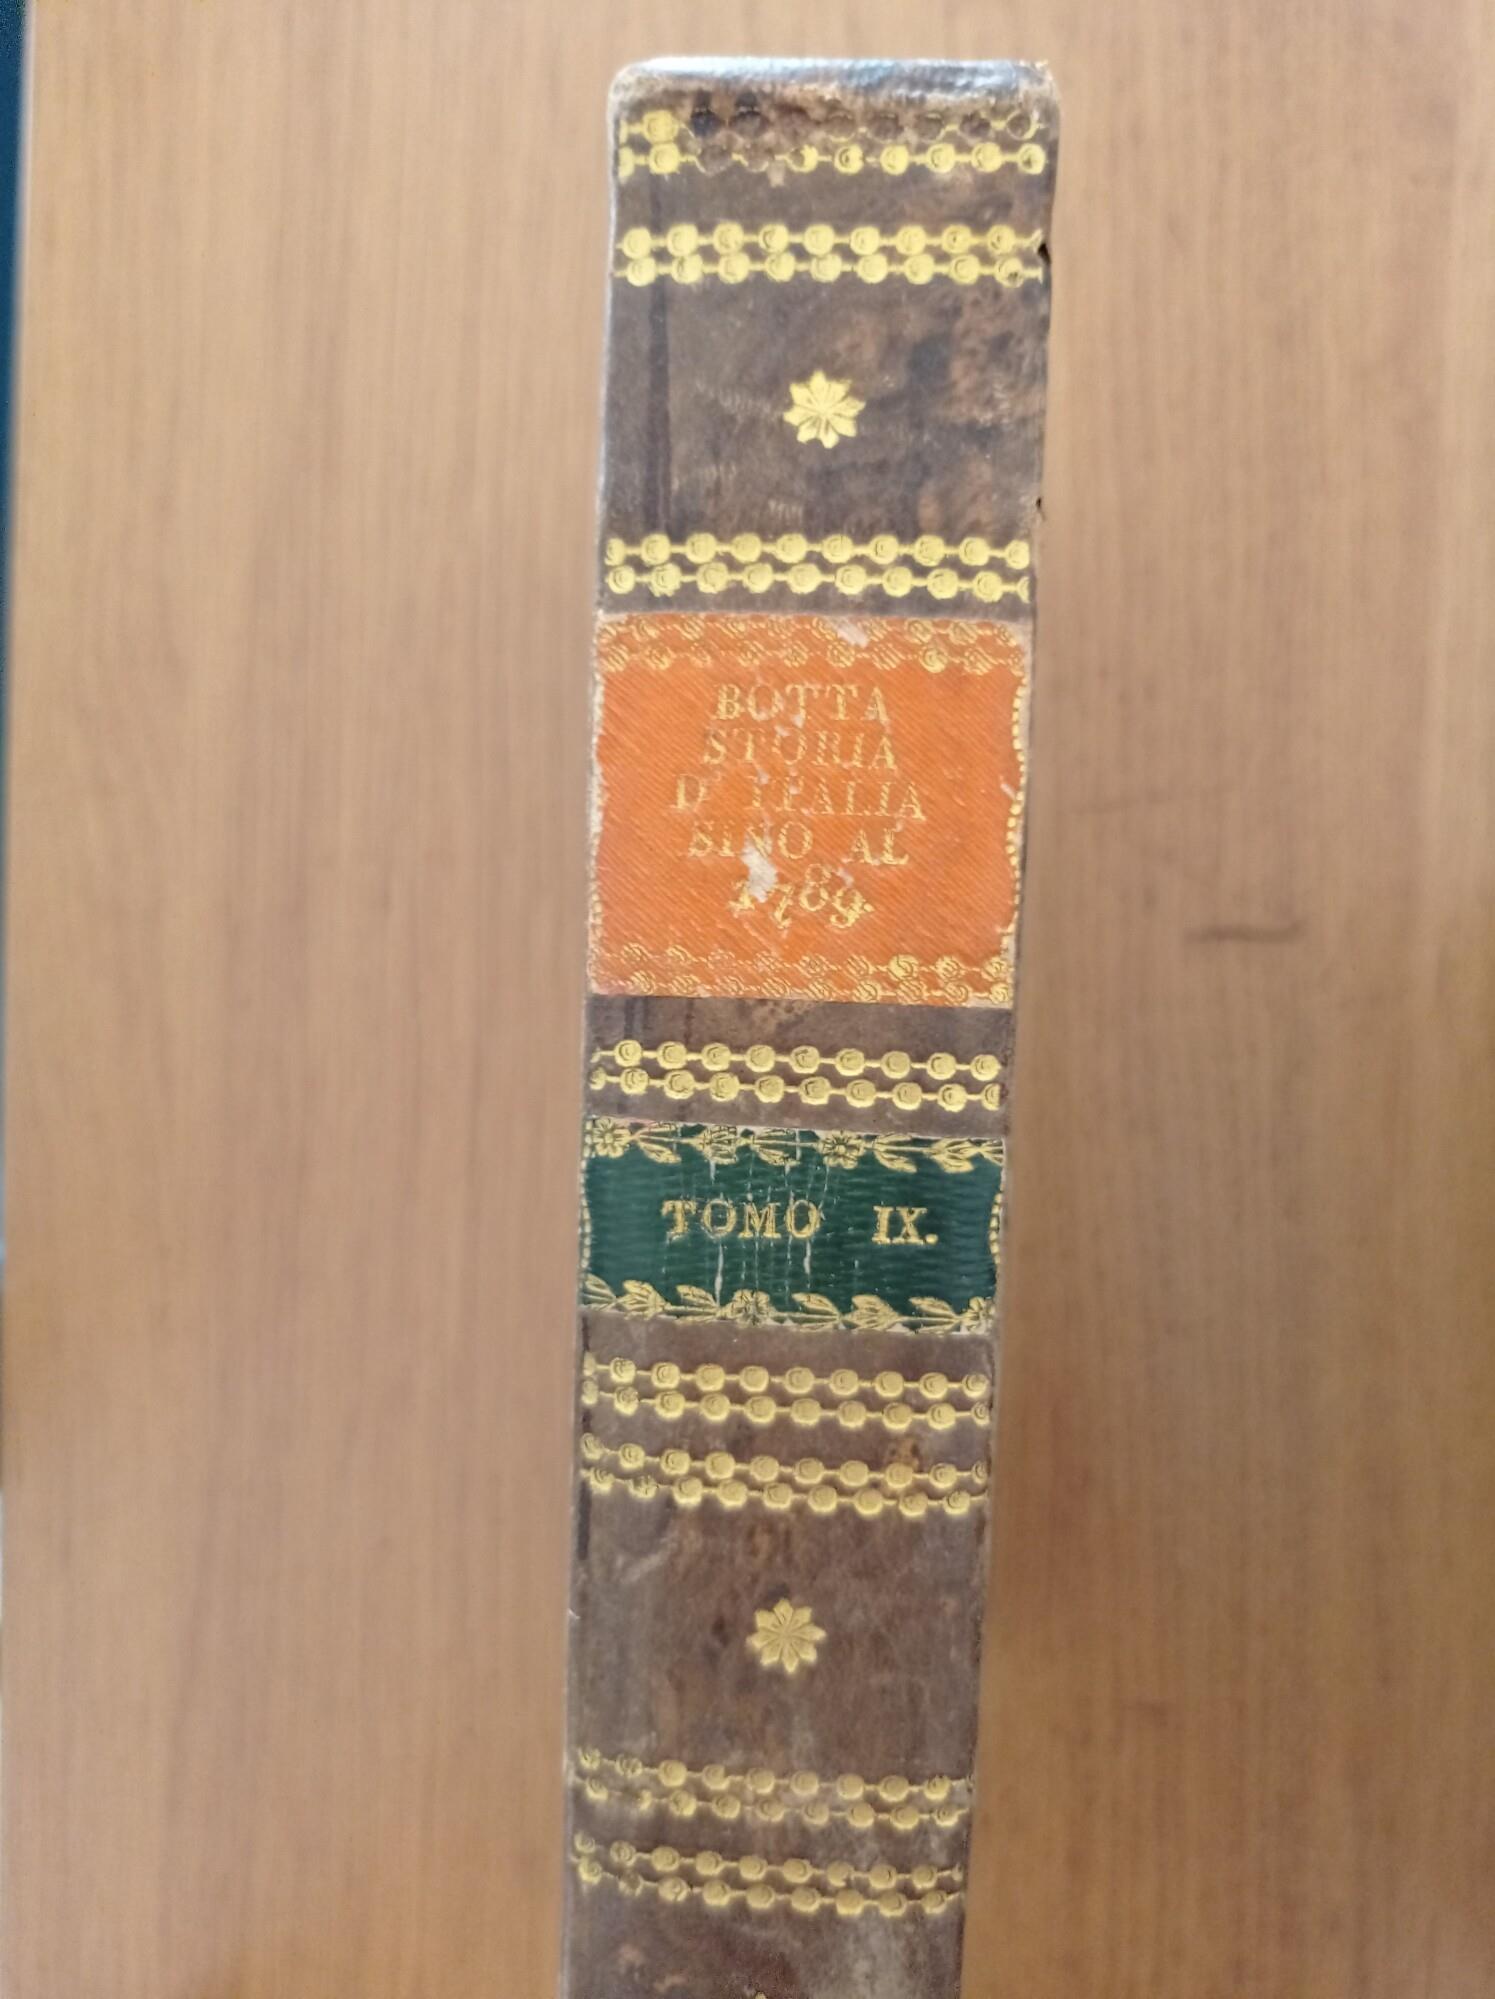 BOTTA
STORIA
D' ITALIA
SINO AL
1789.
TOMO IX.